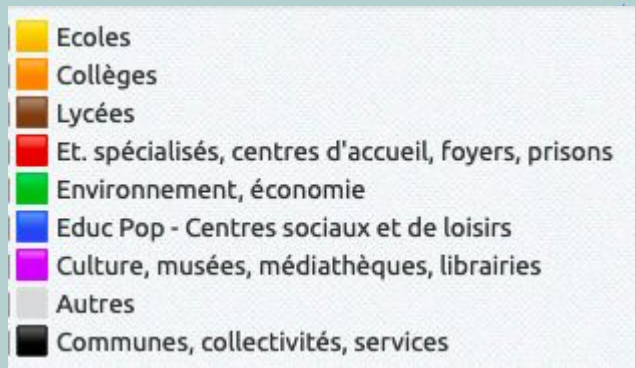 Ecoles
Collèges
Lycées
Et. spécialisés, centres d'accueil, foyers, prisons
Environnement, économie
Educ Pop - Centres sociaux et de loisirs
Culture, musées, médiathèques, librairies
Autres
Communes, collectivités, services